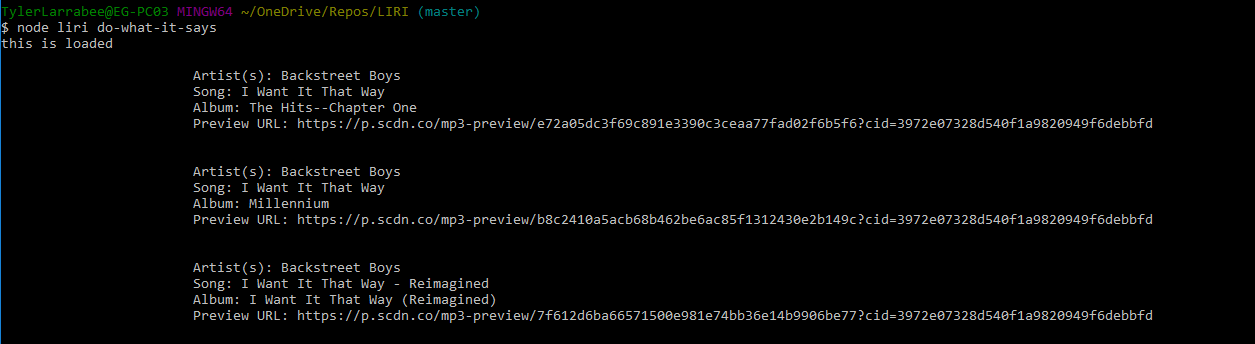 TylerLarrabee@EG-PC03 MINGW64 ~/OneDrive/Repos/LIRI (master)
$ node liri do-what-it-says
this is loaded
Artist(s): Backstreet Boys
Song: I Want It That Way
Album: The Hits--Chapter One
Preview URL: https://p.scdn.co/mp3-preview/e72a05dc3f69c891e3390c3ceaa77fad02f6b5f6?cid=3972e07328d540f1a9820949f6debbfd
Artist(s): Backstreet Boys
Song: I Want It That Way
Album: Millennium
Preview URL: https://p.scdn.co/mp3-preview/b8c2410a5acb68b462be6ac85f1312430e2b149c?cid=3972e07328d540f1a9820949f6debbfd
Artist(s): Backstreet Boys
Song: I Want It That Way - Reimagined
Album: I Want It That Way (Reimagined)
Preview URL: https://p.scdn.co/mp3-preview/7f612d6ba66571500e981e74bb36e14b9906be77?cid=3972e07328d540f1a9820949f6debbfd